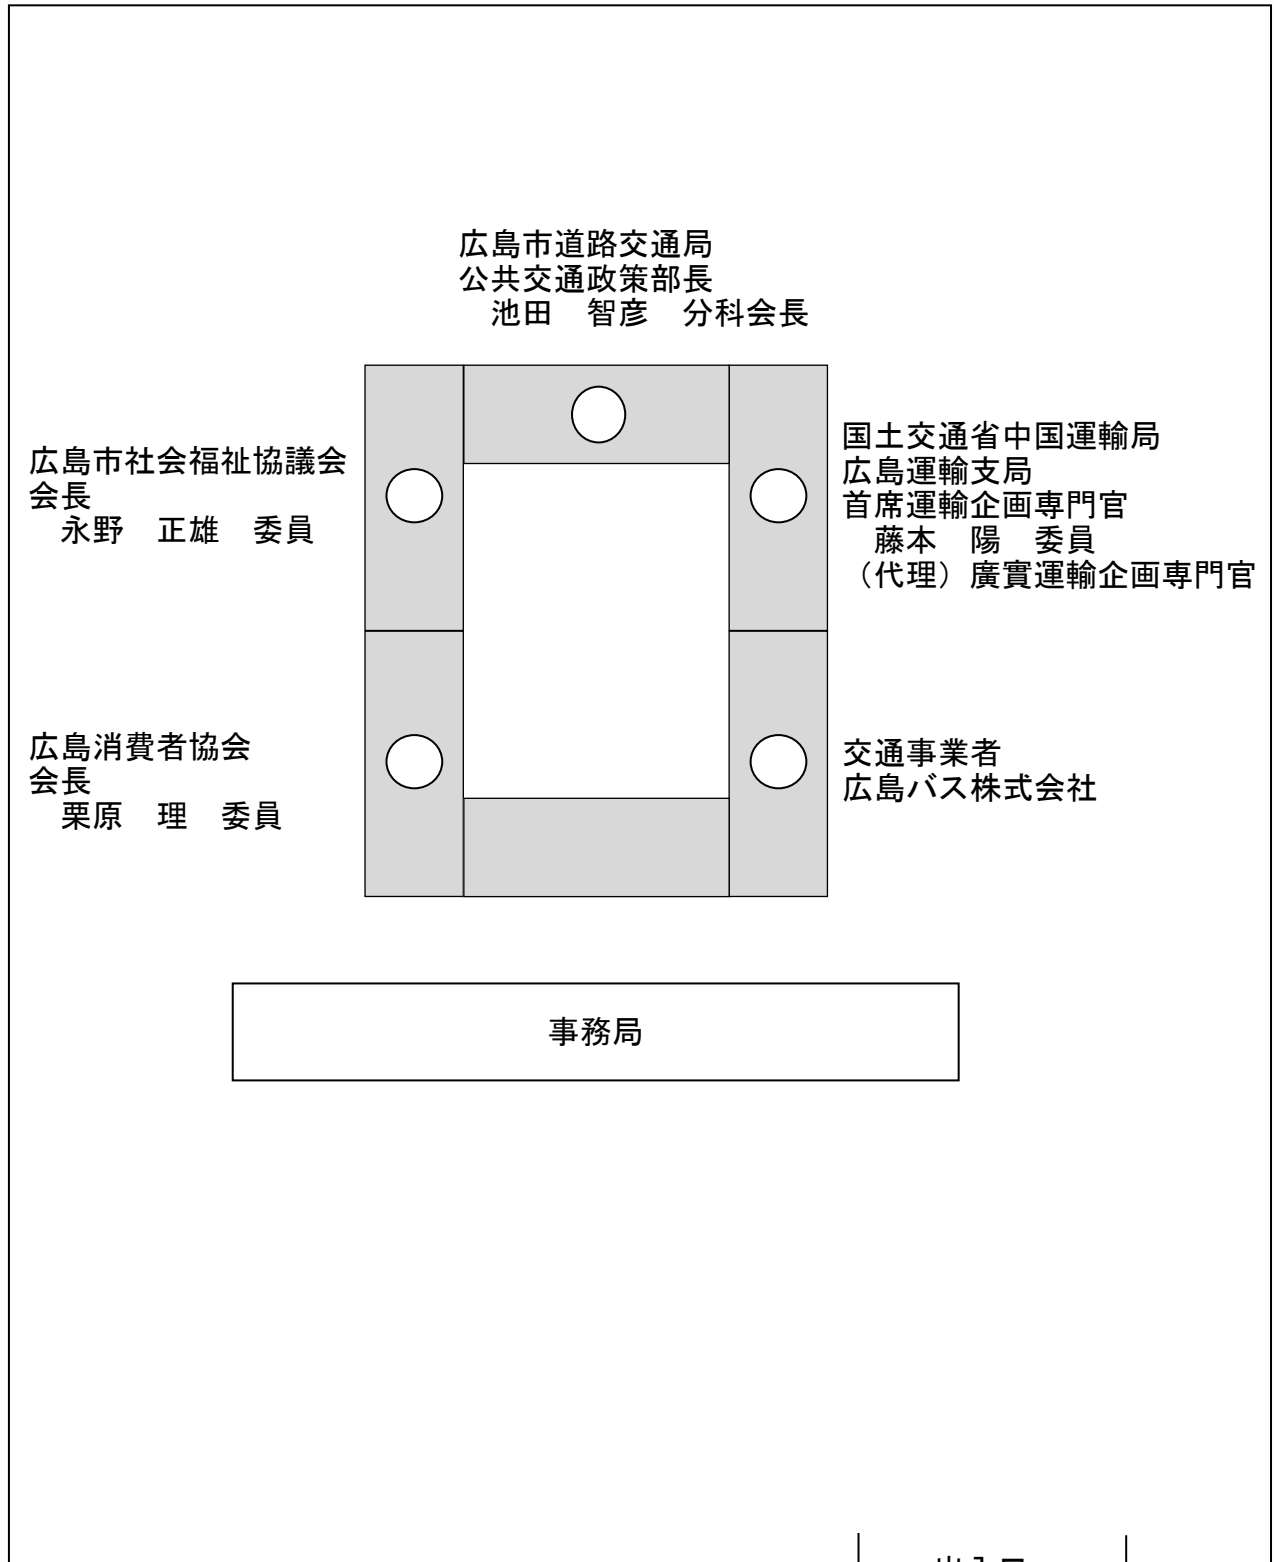 広島市道路交通局
公共交通政策部長
池田　智彦　分科会長
広島市社会福祉協議会
会長
永野　正雄　委員
国土交通省中国運輸局
広島運輸支局
首席運輸企画専門官
藤本　陽　委員
（代理）廣實運輸企画専門官
広島消費者協会
会長
栗原　理　委員
交通事業者
広島バス株式会社
事務局
出入口